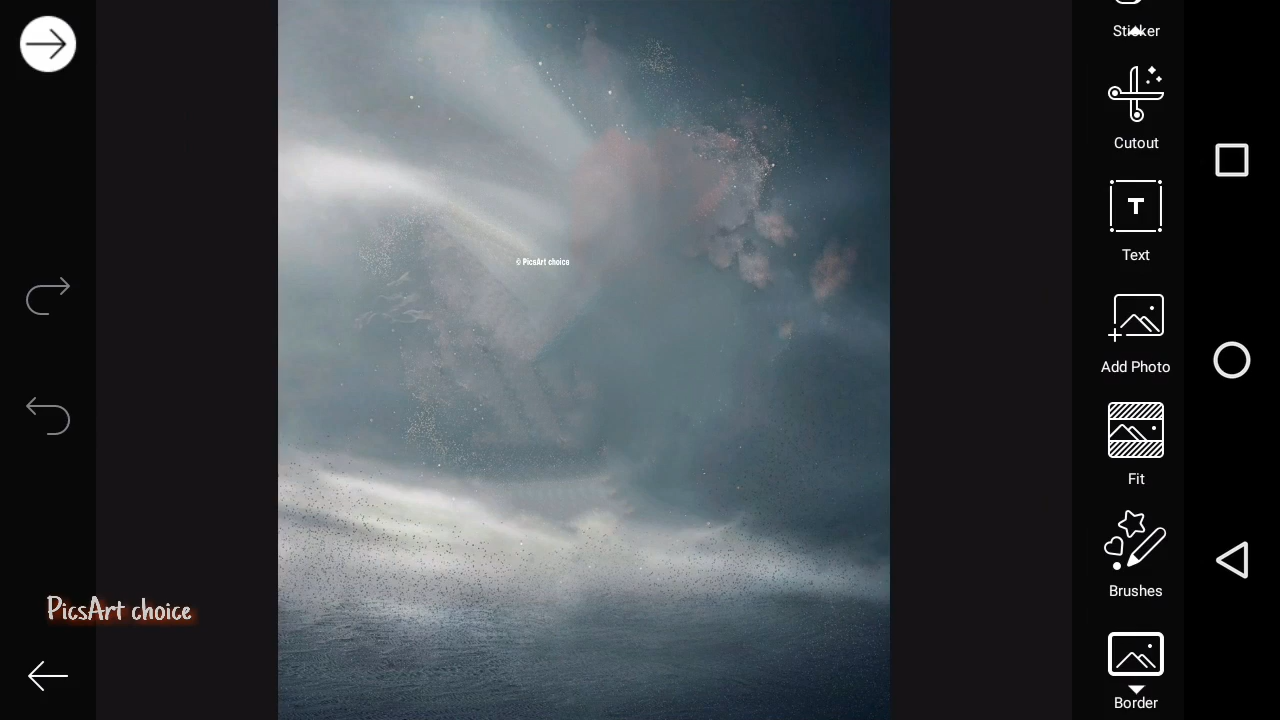 Sticker
Cutout
T
Text
© PicsArt choice
Add Photo
Fit
Brushes
PicsArt choice
Border